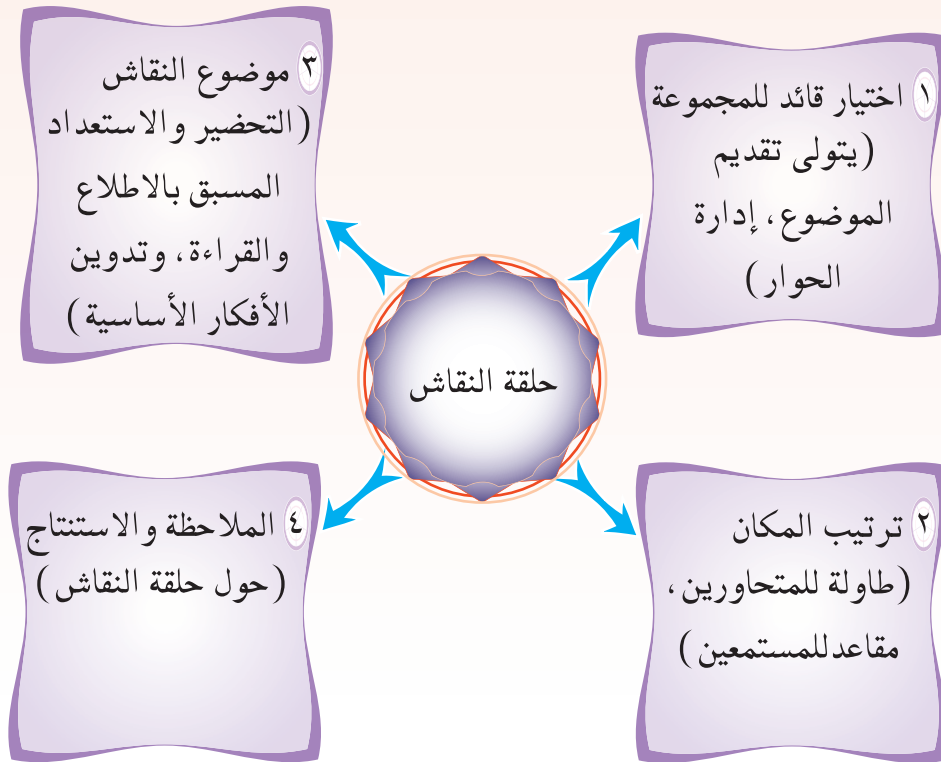 ١ اختيار قائد للمجموعة
(يتولى تقديم
الموضوع، إدارة
الحوار)
٢ ترتيب المكان
(طاولة للمتحاورين،
مقاعدللمستمعين)
٣ موضوع النقاش
(التحضير والاستعداد
المسبق بالاطلاع
والقراءة، وتدوين
الأفكار الأساسية)
٤ الملاحظة والاستنتاج
(حول حلقة النقاش)
حلقة النقاش